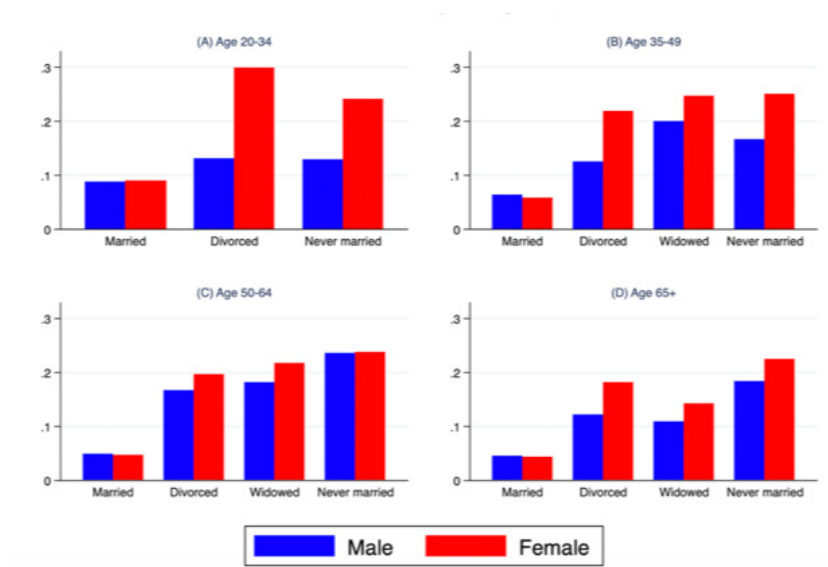 (A) Age 20-34
.3
.2
.1
0
Married Divorced Never married
(B) Age 35-49
.3
.2
.1
0
Married Divorced Widowed Never married
(C) Age 50-64
.3
.2
.1
0
Married Divorced Widowed Never married
(D) Age 65+
.3
.2
.1
0
Married Divorced Widowed Never married
Male Female